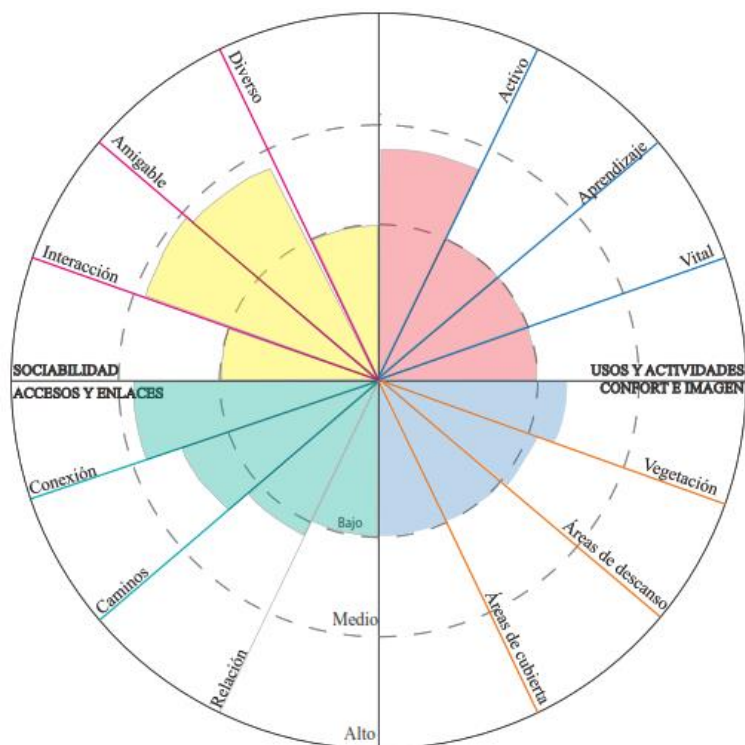 Diverso
Activo
Amigable
Aprendizaje
Interacción
Vital
SOCIABILIDAD
USOS Y ACTIVIDADES
ACCESOS Y ENLACES
CONFORT E IMAGEN
Conexión
Vegetación
Caminos
Áreas de descanso
Relación
Áreas de cubierta
Bajo
Medio
Alto